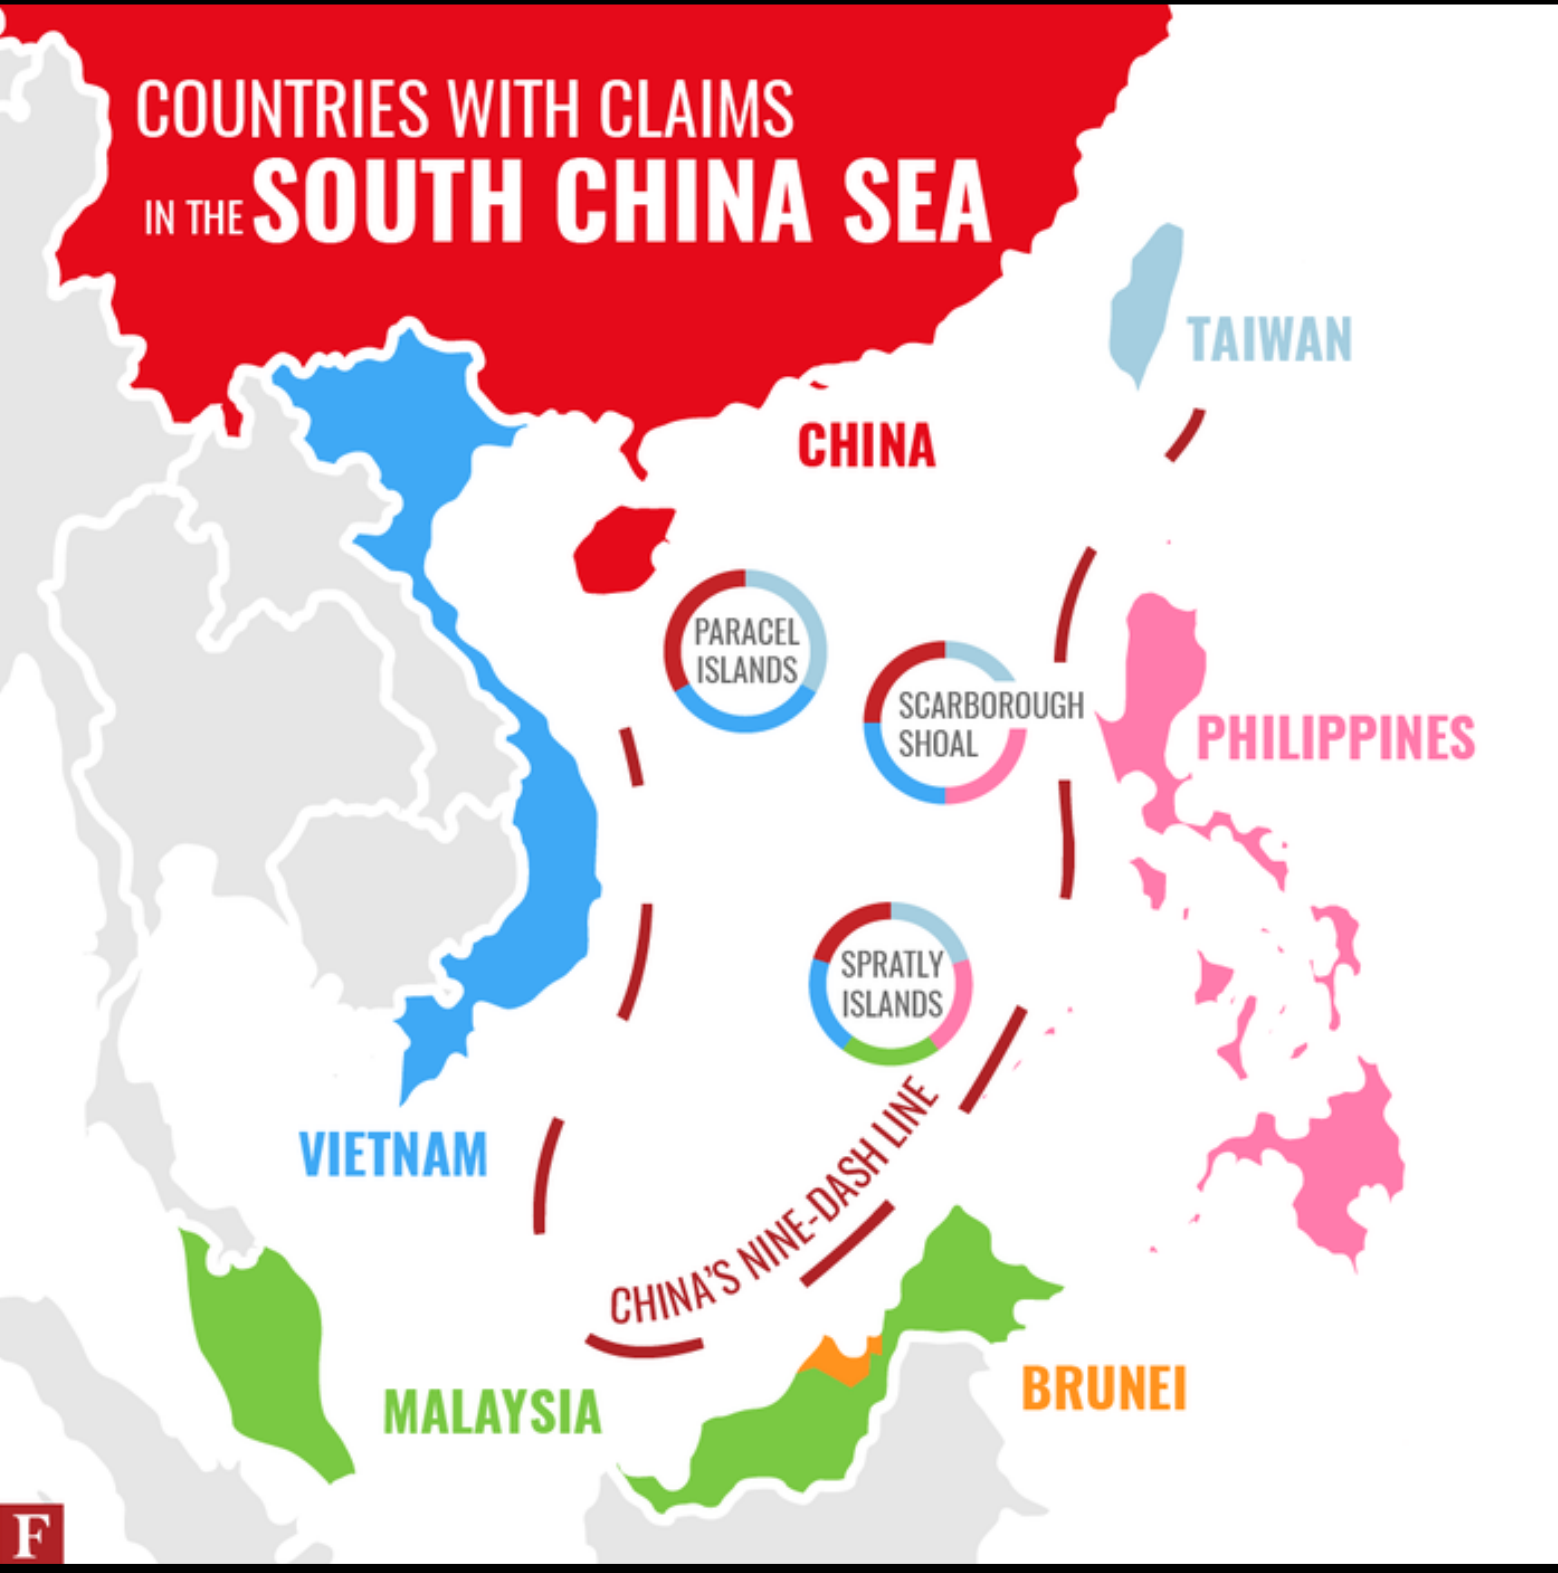 COUNTRIES WITH CLAIMS
IN THE SOUTH CHINA SEA
TAIWAN
CHINA
PARACEL
ISLANDS
SCARBOROUGH
SHOAL
PHILIPPINES
SPRATLY
ISLANDS
VIETNAM
CHINA'S NINE-DASH LINE
BRUNEI
MALAYSIA
F